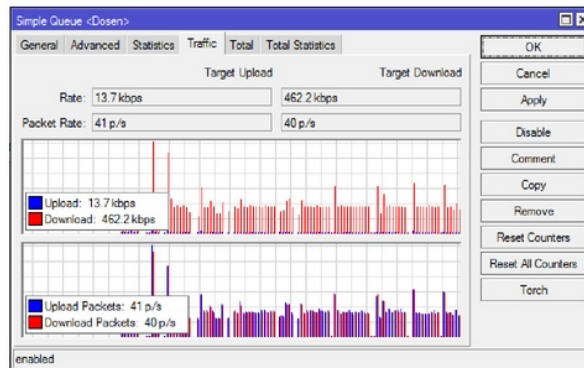 Simple Queue <Dosen>
General Advanced Statistics Traffic Total Total Statistics
Target Upload Target Download
Rate: 13.7 kbps 462.2 kbps
Packet Rate: 41 p/s 40 p/s
Upload: 13.7 kbps
Download: 462.2 kbps
Upload Packets: 41 p/s
Download Packets: 40 p/s
enabled
OK
Cancel
Apply
Disable
Comment
Copy
Remove
Reset Counters
Reset All Counters
Torch